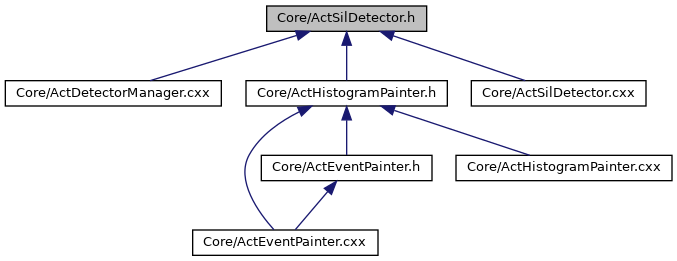 Core/ActSilDetector.h
Core/ActDetectorManager.cxx
Core/ActHistogramPainter.h
Core/ActSilDetector.cxx
Core/ActEventPainter.h
Core/ActHistogramPainter.cxx
Core/ActEventPainter.cxx